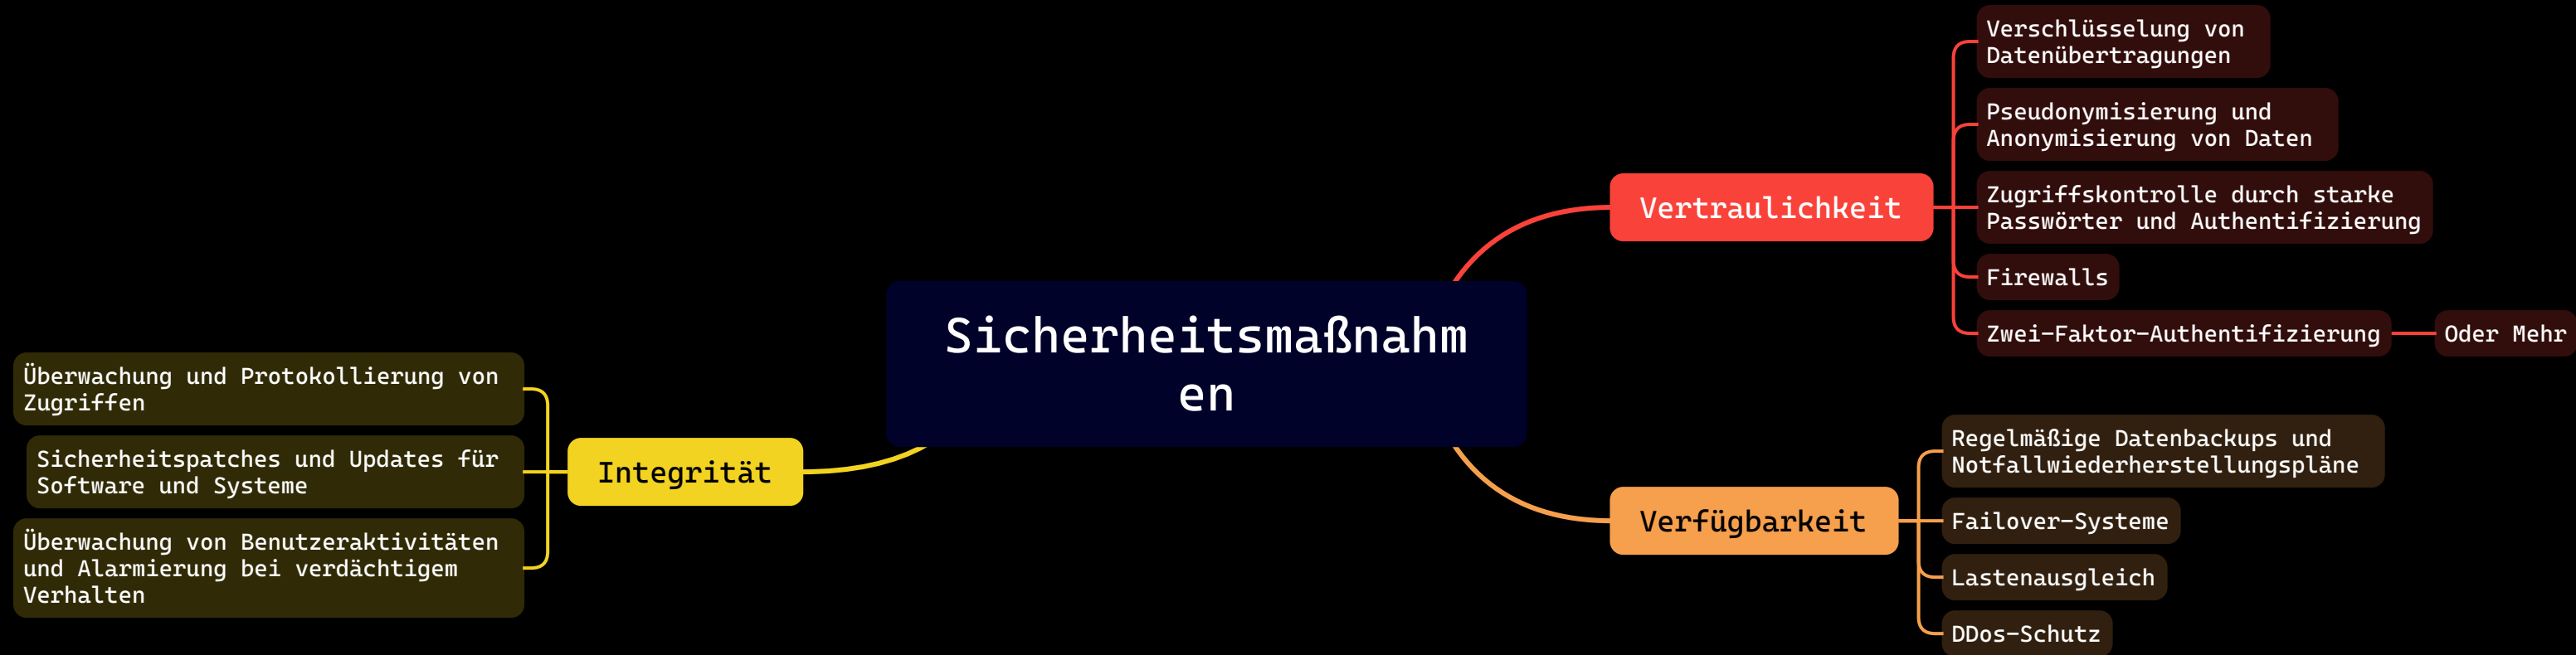 Sicherheitsmaßnahm
en
Vertraulichkeit
Verschlüsselung von
Datenübertragungen
Pseudonymisierung und
Anonymisierung von Daten
Zugriffskontrolle durch starke
Passwörter und Authentifizierung
Firewalls
Zwei-Faktor-Authentifizierung
Oder Mehr
Verfügbarkeit
Regelmäßige Datenbackups und
Notfallwiederherstellungspläne
Failover-Systeme
Lastenausgleich
DDos-Schutz
Integrität
Überwachung und Protokollierung von
Zugriffen
Sicherheitspatches und Updates für
Software und Systeme
Überwachung von Benutzeraktivitäten
und Alarmierung bei verdächtigem
Verhalten